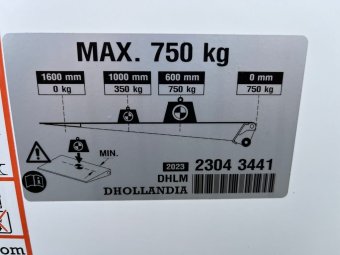 MAX. 750 kg
1600 mm 1000 mm 600 mm 0 mm
0 kg 350 kg 750 kg 750 kg
MIN.
2023 2304 3441
DHLM
DHOLLANDIA
om